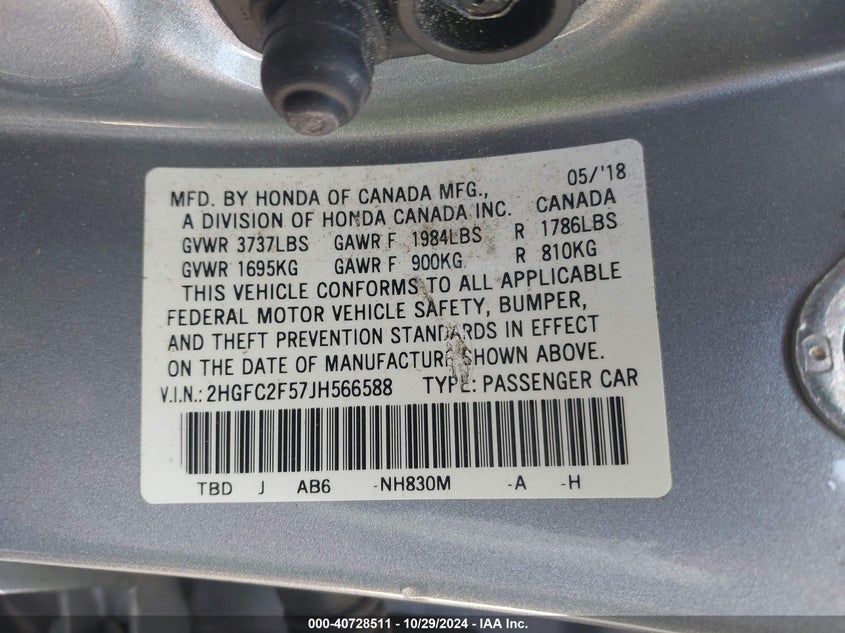 MFD. BY HONDA OF CANADA MFG., 05/'18
A DIVISION OF HONDA CANADA INC. CANADA
GVWR 3737LBS GAWR F 1984LBS R 1786LBS
GVWR 1695KG GAWR F 900KG R 810KG
THIS VEHICLE CONFORMS TO ALL APPLICABLE
FEDERAL MOTOR VEHICLE SAFETY, BUMPER,
AND THEFT PREVENTION STANDARDS IN EFFECT
ON THE DATE OF MANUFACTURE SHOWN ABOVE.
V.I.N.: 2HGFC2F57JH566588 TYPE: PASSENGER CAR
TBD J AB6 -NH830M -A -H
000-40728511 - 10/29/2024 - IAA Inc.